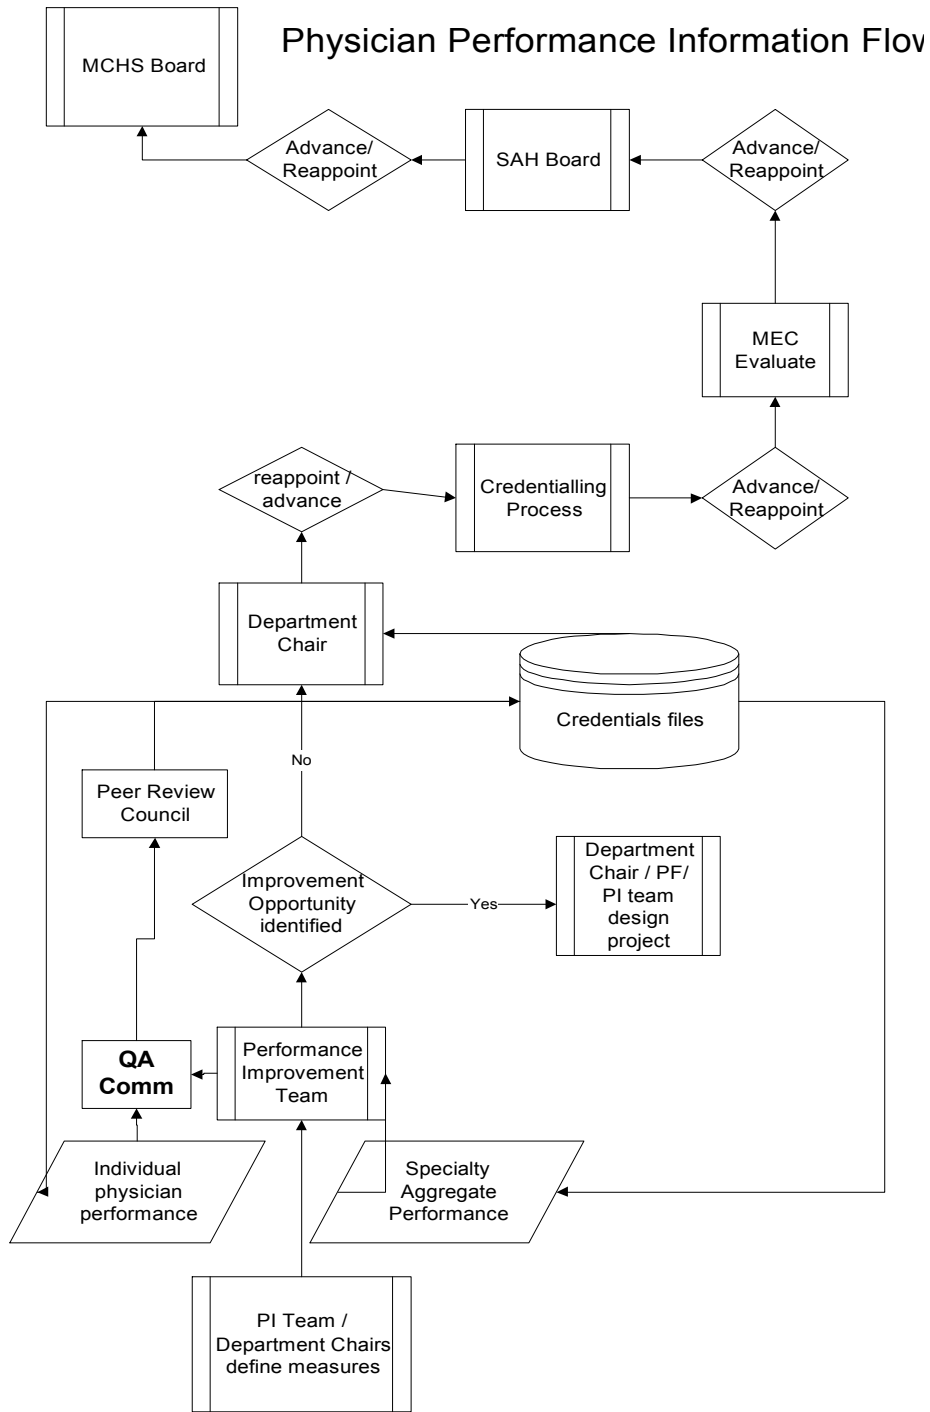 Physician Performance Information Flow
MCHS Board
Advance/
Reappoint
SAH Board
Advance/
Reappoint
MEC
Evaluate
reappoint /
advance
Credentialling
Process
Advance/
Reappoint
Department
Chair
Credentials files
No
Peer Review
Council
Improvement
Opportunity
identified
Yes
Department
Chair / PF/
PI team
design
project
QA
Comm
Performance
Improvement
Team
Individual
physician
performance
Specialty
Aggregate
Performance
PI Team /
Department Chairs
define measures